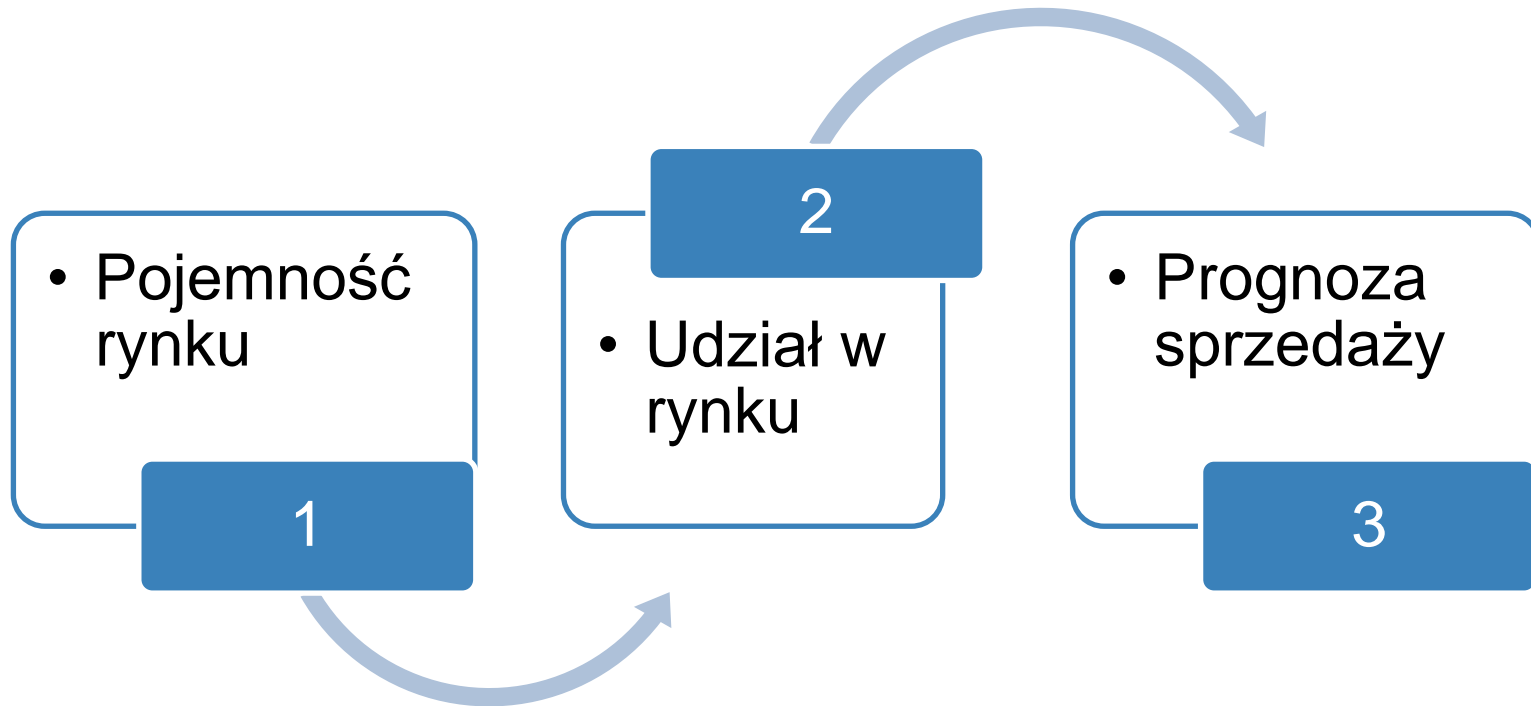 • Pojemność
rynku
1
2
• Udział w
rynku
• Prognoza
sprzedaży
3